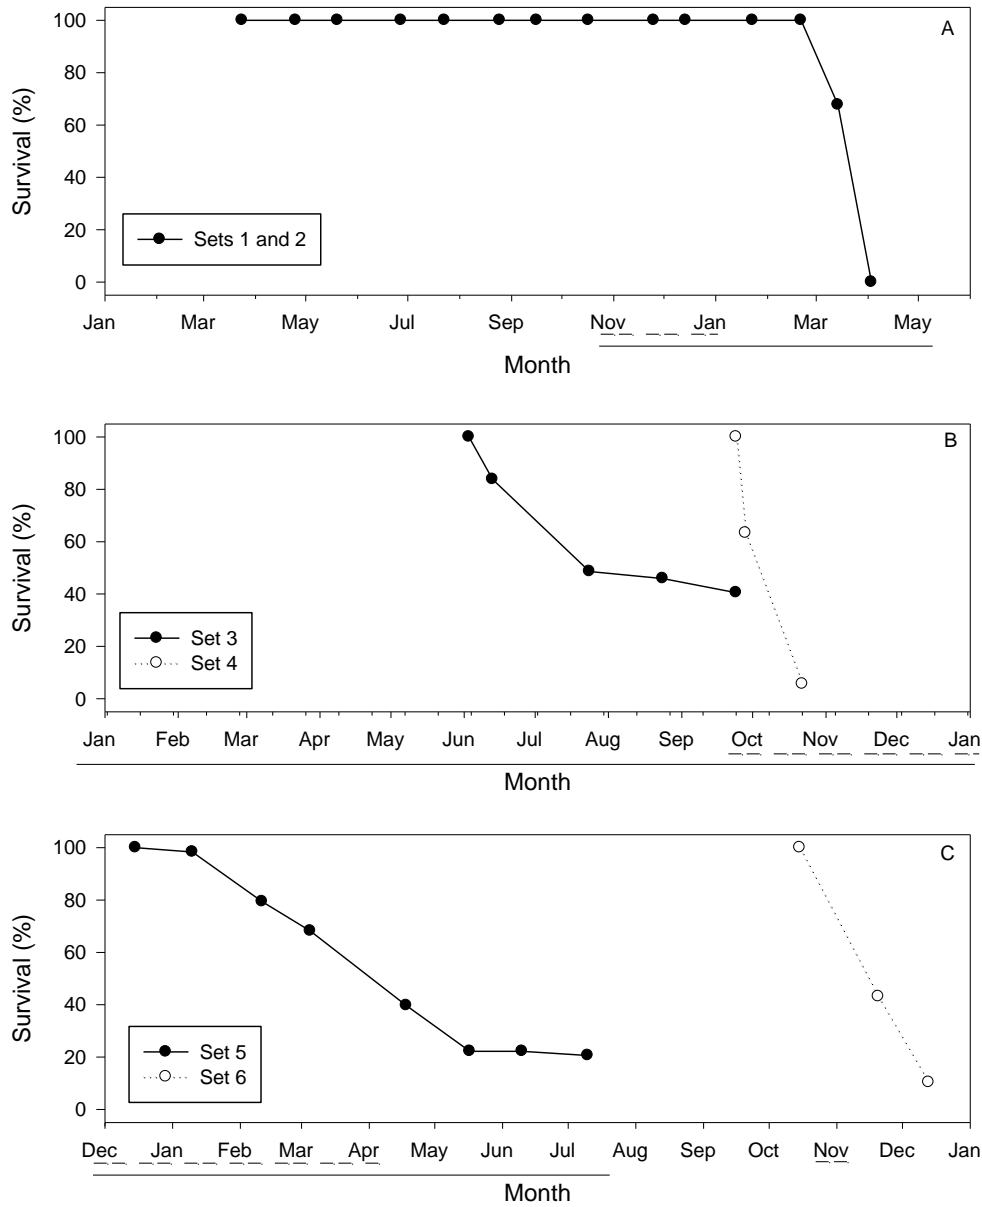 A
100
80
60
40
20
0
Survival (%)
Sets 1 and 2
Jan Mar May Jul Sep Nov Jan Mar May
Month
B
100
80
60
40
20
0
Survival (%)
Set 3
Set 4
Jan Feb Mar Apr May Jun Jul Aug Sep Oct Nov Dec Jan
Month
C
100
80
60
40
20
0
Survival (%)
Set 5
Set 6
Dec Jan Feb Mar Apr May Jun Jul Aug Sep Oct Nov Dec Jan
Month